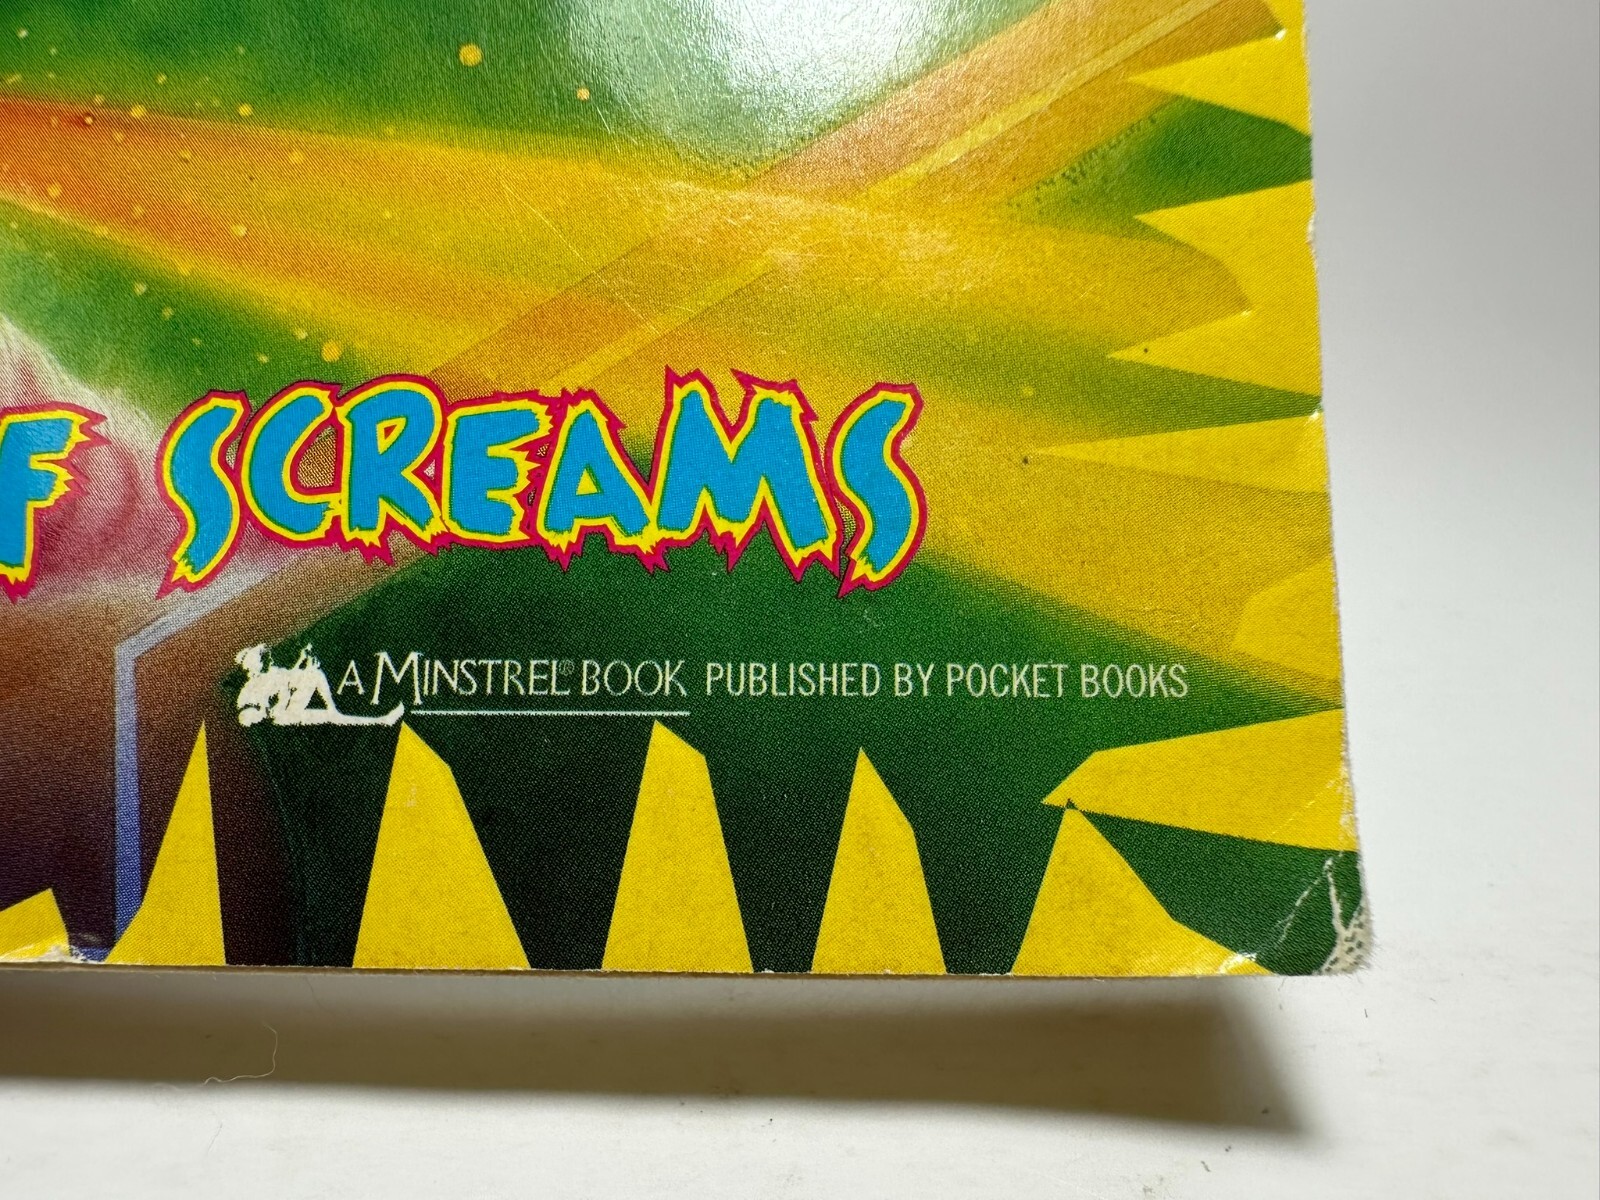 F SCREAMS
A MINSTREL® BOOK PUBLISHED BY POCKET BOOKS